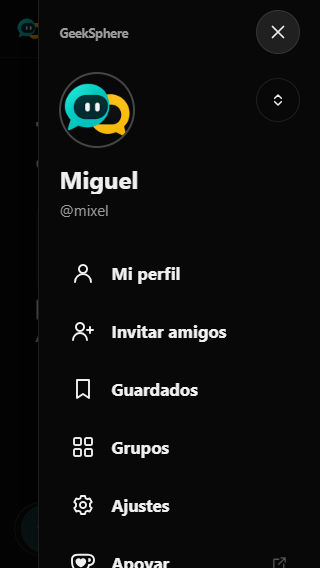 GeekSphere
Miguel
@mixel
Mi perfil
Invitar amigos
Guardados
Grupos
Ajustes
Apoyar